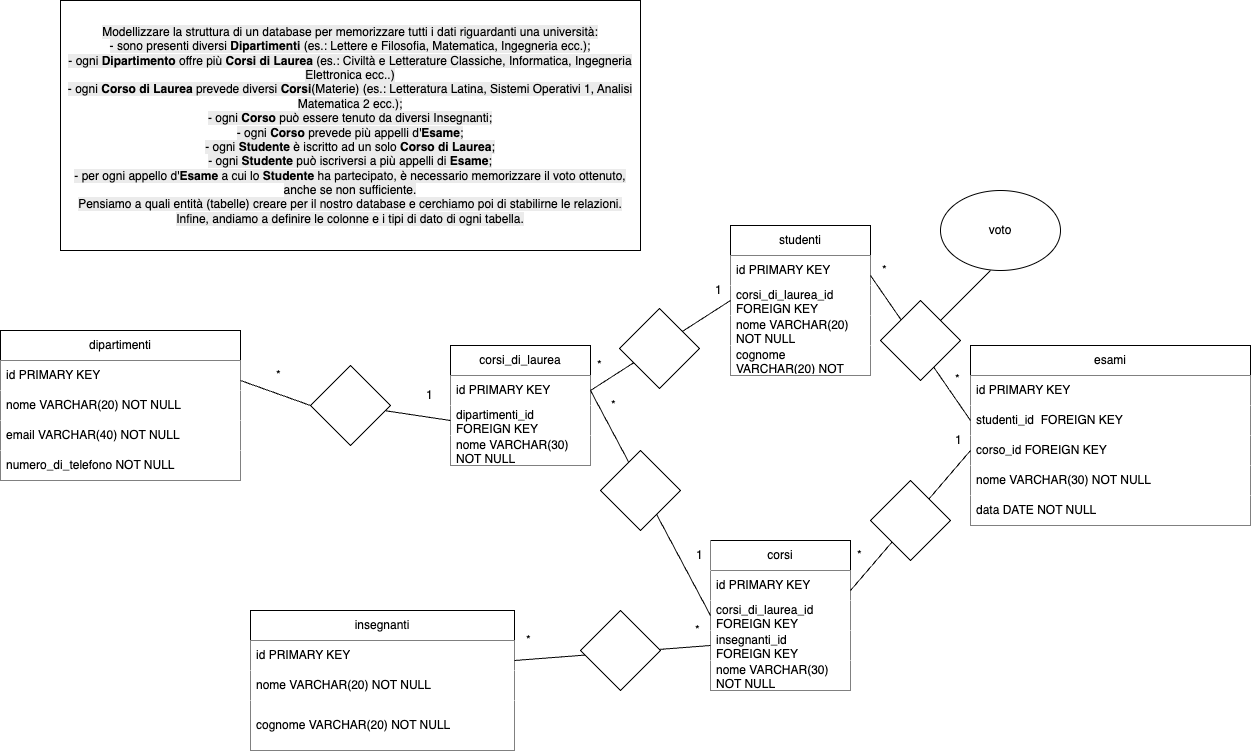 Modellizzare la struttura di un database per memorizzare tutti i dati riguardanti una università:
- sono presenti diversi Dipartimenti (es.: Lettere e Filosofia, Matematica, Ingegneria ecc.);
- ogni Dipartimento offre più Corsi di Laurea (es.: Civiltà e Letterature Classiche, Informatica, Ingegneria
Elettronica ecc..)
- ogni Corso di Laurea prevede diversi Corsi(Materie) (es.: Letteratura Latina, Sistemi Operativi 1, Analisi
Matematica 2 ecc.);
- ogni Corso può essere tenuto da diversi Insegnanti;
- ogni Corso prevede più appelli d'Esame;
- ogni Studente è iscritto ad un solo Corso di Laurea;
- ogni Studente può iscriversi a più appelli di Esame;
- per ogni appello d'Esame a cui lo Studente ha partecipato, è necessario memorizzare il voto ottenuto,
anche se non sufficiente.
Pensiamo a quali entità (tabelle) creare per il nostro database e cerchiamo poi di stabilirne le relazioni.
Infine, andiamo a definire le colonne e i tipi di dato di ogni tabella.
voto
studenti
id PRIMARY KEY
corsi_di_laurea_id
FOREIGN KEY
nome VARCHAR(20)
NOT NULL
cognome
VARCHAR(20) NOT
*
1
dipartimenti
id PRIMARY KEY
nome VARCHAR(20) NOT NULL
email VARCHAR(40) NOT NULL
numero_di_telefono NOT NULL
*
1
corsi_di_laurea
id PRIMARY KEY
dipartimenti_id
FOREIGN KEY
nome VARCHAR(30)
NOT NULL
*
*
esami
id PRIMARY KEY
studenti_id FOREIGN KEY
corso_id FOREIGN KEY
nome VARCHAR(30) NOT NULL
data DATE NOT NULL
*
1
corsi
id PRIMARY KEY
corsi_di_laurea_id
FOREIGN KEY
insegnanti_id
FOREIGN KEY
nome VARCHAR(30)
NOT NULL
1
*
*
insegnanti
id PRIMARY KEY
nome VARCHAR(20) NOT NULL
cognome VARCHAR(20) NOT NULL
*